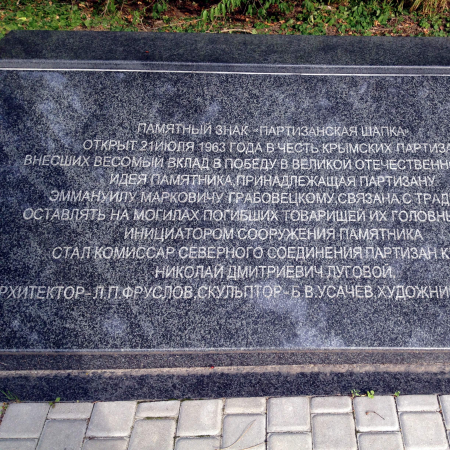 ПАМЯТНЫЙ ЗНАК "ПАРТИЗАНСКАЯ ШАПКА"
ОТКРЫТ 21 ИЮЛЯ 1963 ГОДА В ЧЕСТЬ КРЫМСКИХ ПАРТИЗА
ВНЕСШИХ ВЕСОМЫЙ ВКЛАД В ПОБЕДУ В ВЕЛИКОЙ ОТЕЧЕСТВЕНН
ИДЕЯ ПАМЯТНИКА, ПРИНАДЛЕЖАЩАЯ ПАРТИЗАНУ
ЭММАНУИЛУ МАРКОВИЧУ ГРАБОВЕЦКОМУ, СВЯЗАНА С ТРАД
ОСТАВЛЯТЬ НА МОГИЛАХ ПОГИБШИХ ТОВАРИЩЕЙ ИХ ГОЛОВН
ИНИЦИАТОРОМ СООРУЖЕНИЯ ПАМЯТНИКА
СТАЛ КОМИССАР СЕВЕРНОГО СОЕДИНЕНИЯ ПАРТИЗАН К
НИКОЛАЙ ДМИТРИЕВИЧ ЛУГОВОЙ,
РХИТЕКТОР - Л.П.ФРУСЛОВ, СКУЛЬПТОР - Б.В.УСАЧЕВ, ХУДОЖНИ